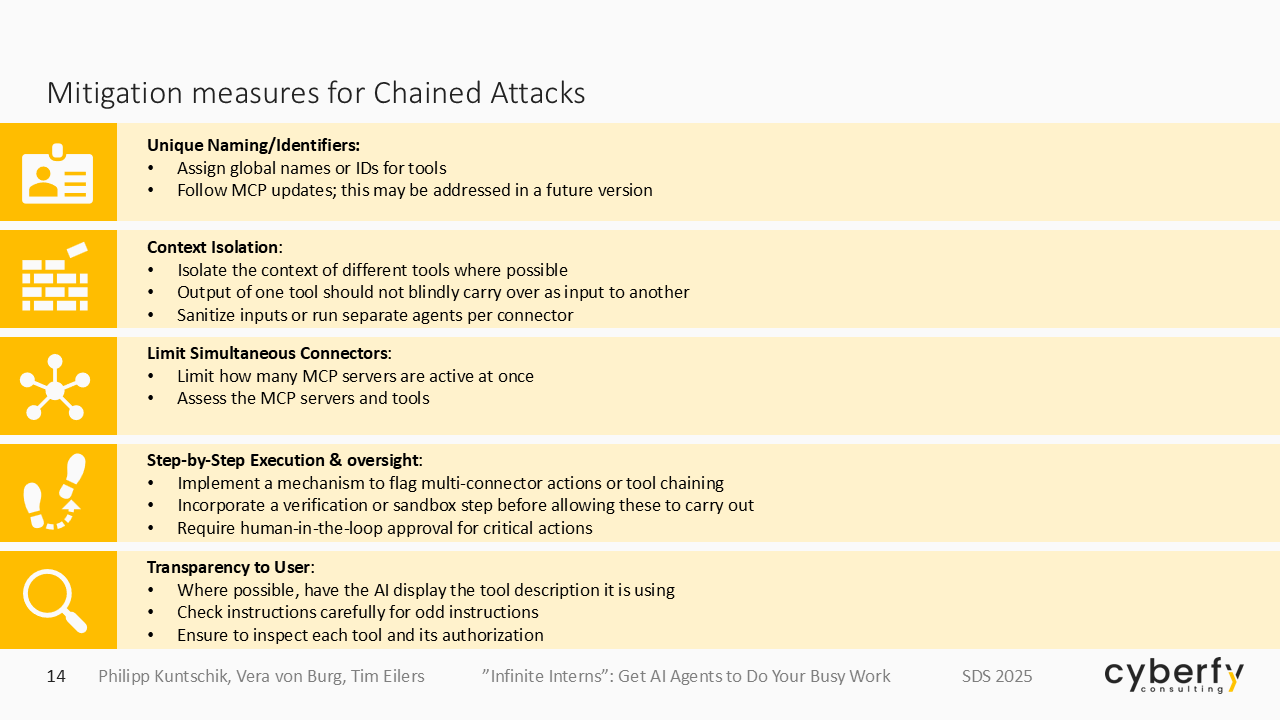 Mitigation measures for Chained Attacks
Unique Naming/Identifiers:
• Assign global names or IDs for tools
• Follow MCP updates; this may be addressed in a future version
Context Isolation:
• Isolate the context of different tools where possible
• Output of one tool should not blindly carry over as input to another
• Sanitize inputs or run separate agents per connector
Limit Simultaneous Connectors:
• Limit how many MCP servers are active at once
• Assess the MCP servers and tools
Step-by-Step Execution & oversight:
• Implement a mechanism to flag multi-connector actions or tool chaining
• Incorporate a verification or sandbox step before allowing these to carry out
• Require human-in-the-loop approval for critical actions
Transparency to User:
• Where possible, have the AI display the tool description it is using
• Check instructions carefully for odd instructions
• Ensure to inspect each tool and its authorization
14 Philipp Kuntschik, Vera von Burg, Tim Eilers ”Infinite Interns”: Get AI Agents to Do Your Busy Work SDS 2025
cyberfy
consulting